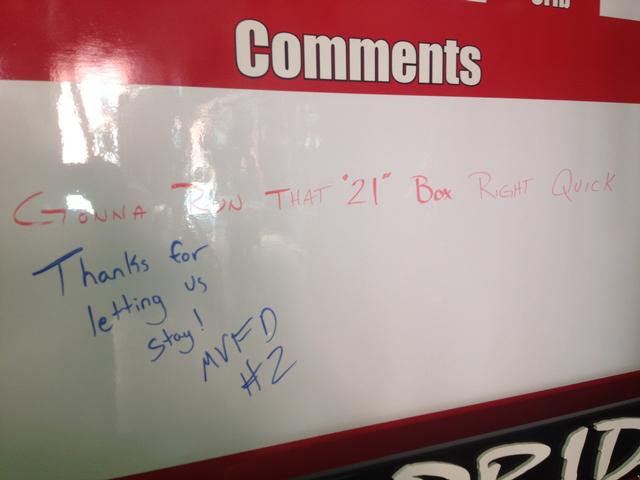 Comments
GONNA RUN THAT "21" BOX RIGHT QUICK
Thanks for
letting us
stay!
MVFD
#2